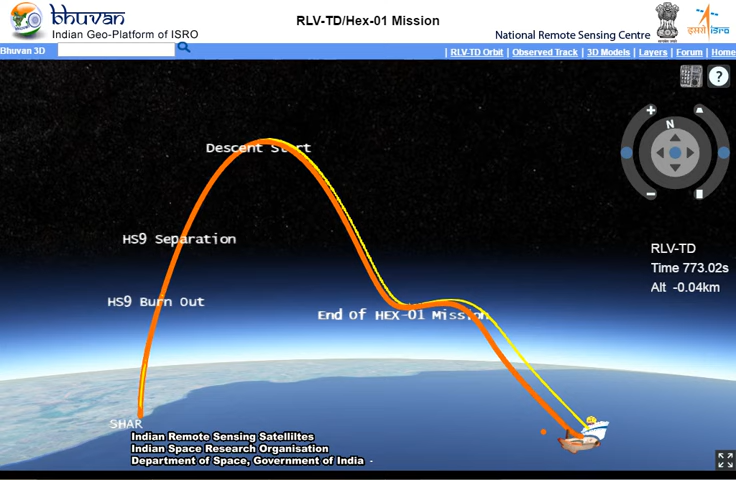 bhuvan
Indian Geo-Platform of ISRO
RLV-TD/Hex-01 Mission
National Remote Sensing Centre
इसरो isro
Bhuvan 3D
| RLV-TD Orbit | Observed Track | 3D Models | Layers | Forum | Home
?
N
Descent Start
HS9 Separation
RLV-TD
Time 773.02s
Alt -0.04km
HS9 Burn Out
End Of HEX-01 Mission
SHAR
Indian Remote Sensing Satelliltes
Indian Space Research Organisation
Department of Space, Government of India -